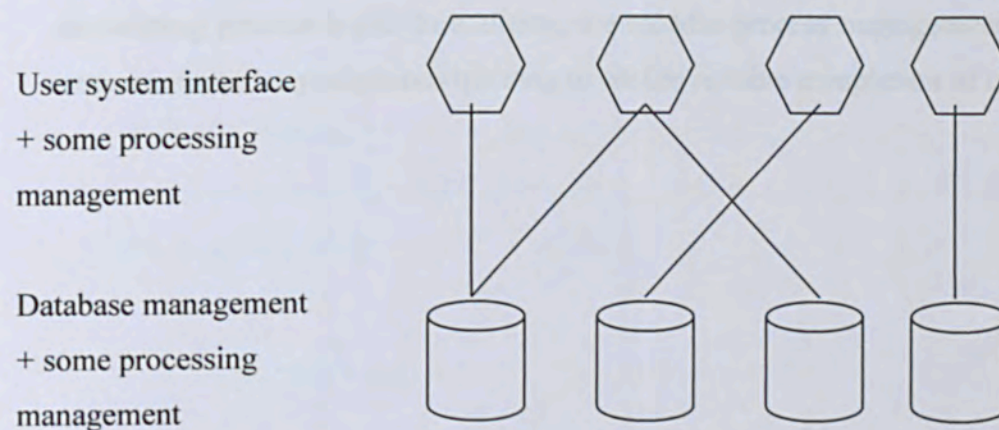 User system interface
+ some processing
management
Database management
+ some processing
management